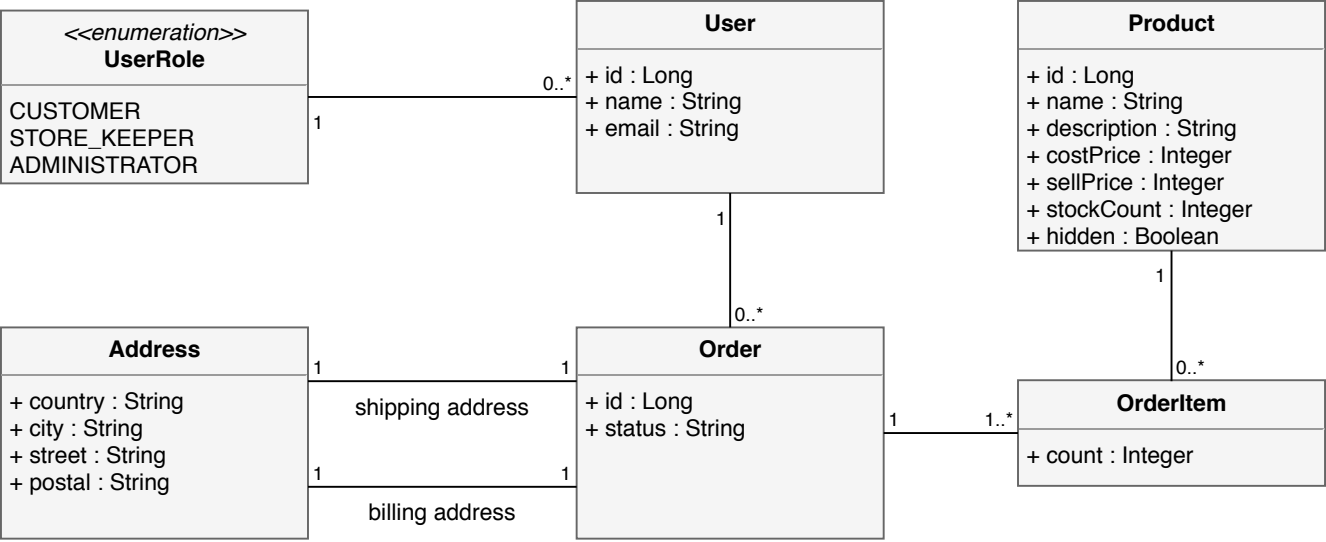 <<enumeration>>
UserRole
CUSTOMER
STORE_KEEPER
ADMINISTRATOR
1
0..*
User
+ id : Long
+ name : String
+ email : String
1
0..*
Product
+ id : Long
+ name : String
+ description : String
+ costPrice : Integer
+ sellPrice : Integer
+ stockCount : Integer
+ hidden : Boolean
1
0..*
Address
+ country : String
+ city : String
+ street : String
+ postal : String
1
1
shipping address
1
1
billing address
Order
+ id : Long
+ status : String
1
1..*
OrderItem
+ count : Integer